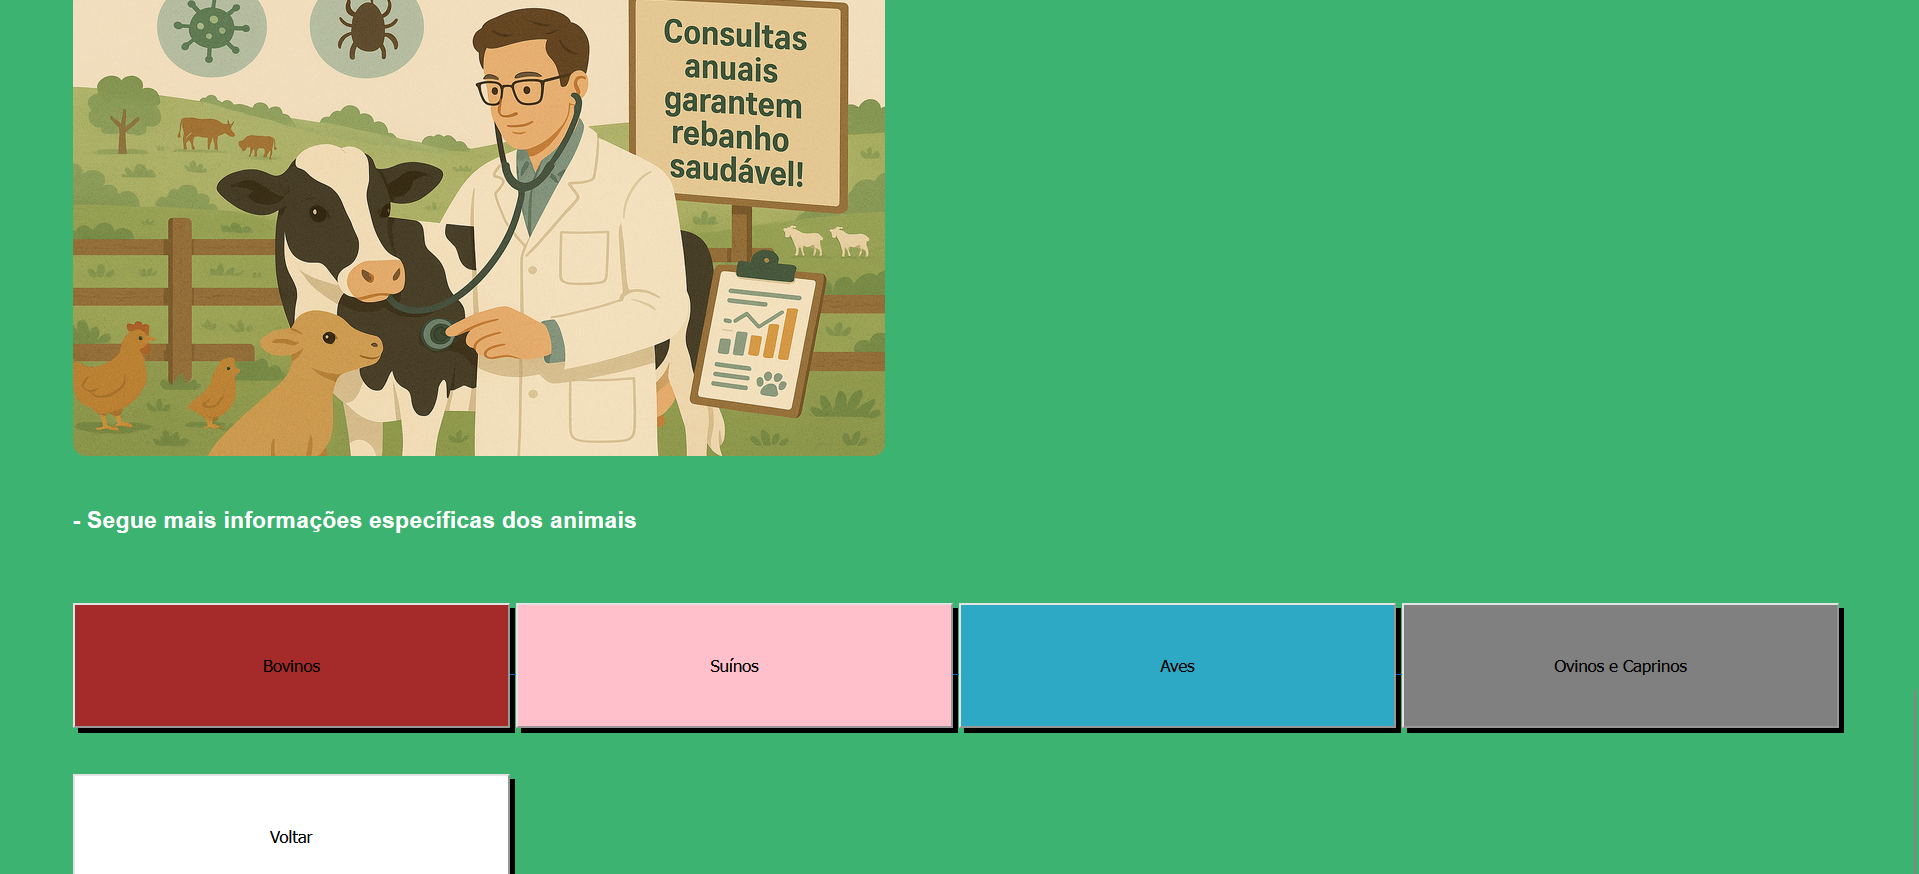 Consultas
anuais
garantem
rebanho
saudável!
- Segue mais informações específicas dos animais
Bovinos
Suínos
Aves
Ovinos e Caprinos
Voltar